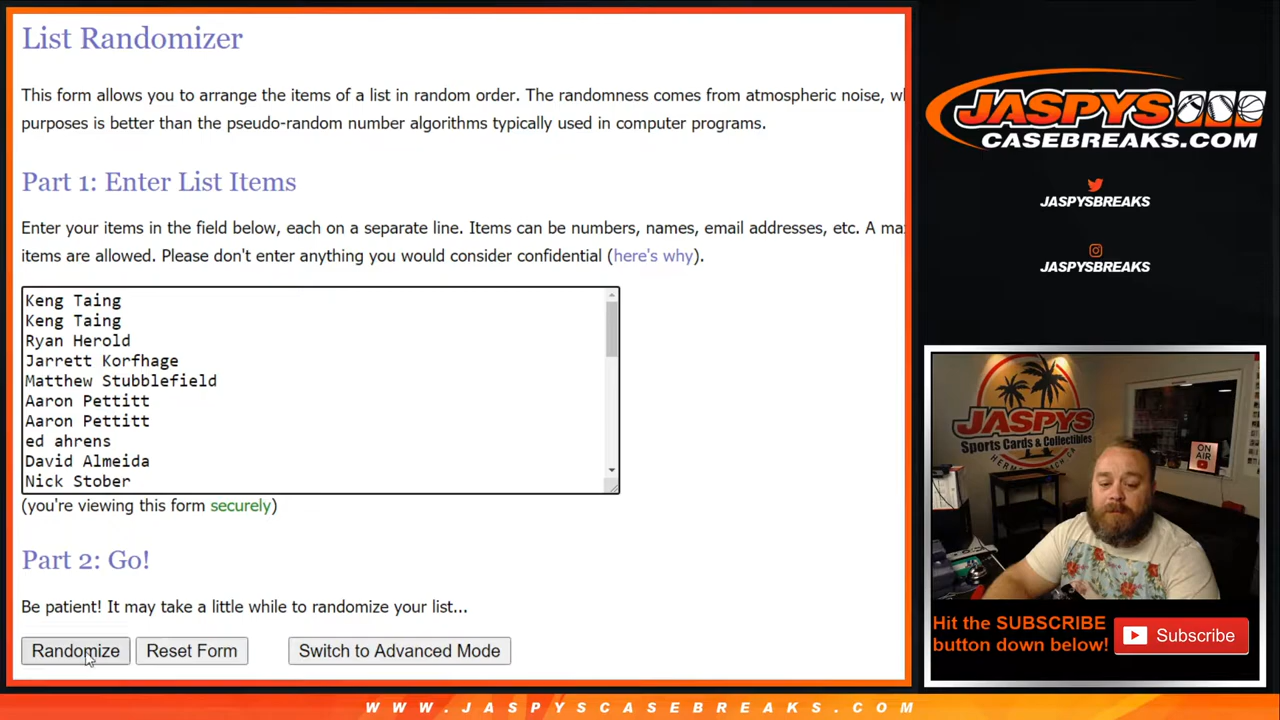 List Randomizer
This form allows you to arrange the items of a list in random order. The randomness comes from atmospheric noise,
purposes is better than the pseudo-random number algorithms typically used in computer programs.
Part 1: Enter List Items
Enter your items in the field below, each on a separate line. Items can be numbers, names, email addresses, etc. A
items are allowed. Please don't enter anything you would consider confidential (here's why).
Keng Taing
Keng Taing
Ryan Herold
Jarrett Korfhage
Matthew Stubblefield
Aaron Pettitt
Aaron Pettitt
ed ahrens
David Almeida
Nick Stober
(you're viewing this form securely)
Part 2: Go!
Be patient! It may take a little while to randomize your list...
Randomize
Reset Form
Switch to Advanced Mode
JASPYS
CASEBREAKS.COM
JASPYSBREAKS
JASPYSBREAKS
JASPYS
Sports Cards & Collectibles
ON
AIR
Hit the SUBSCRIBE
button down below!
Subscribe
WWW.JASPYSCASEBREAKS.COM